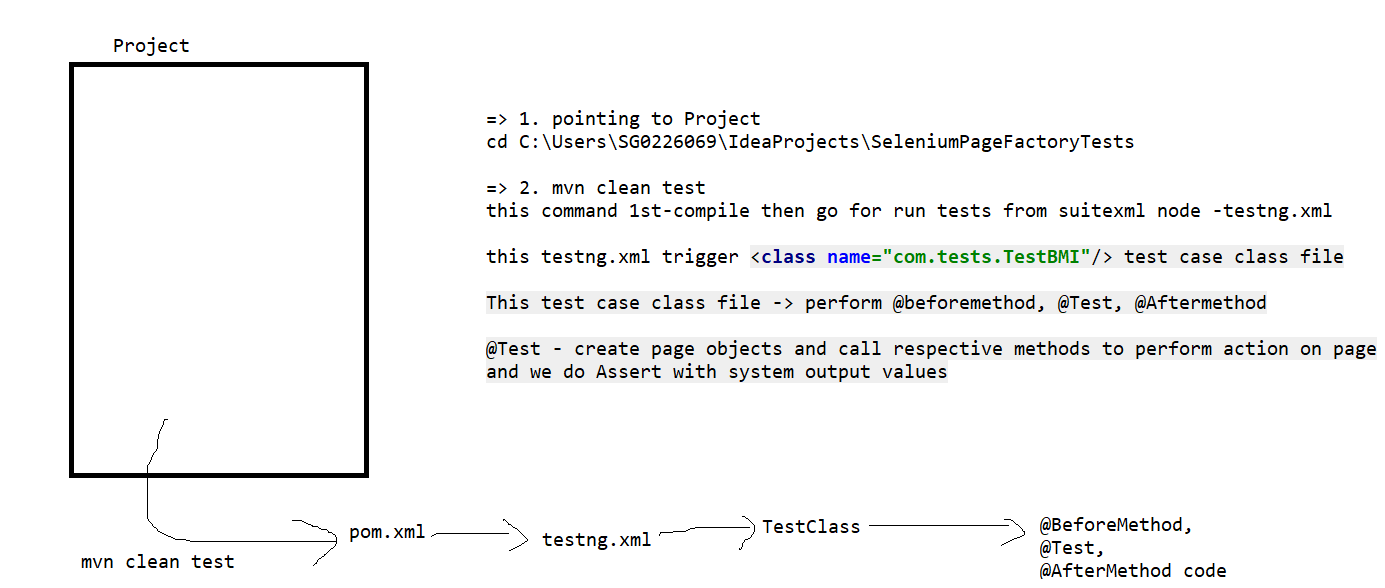 Project
=> 1. pointing to Project
cd C:\Users\SG0226069\IdeaProjects\SeleniumPageFactoryTests
=> 2. mvn clean test
this command 1st-compile then go for run tests from suitexml node -testng.xml
this testng.xml trigger <class name="com.tests.TestBMI"/> test case class file
This test case class file -> perform @beforemethod, @Test, @Aftermethod
@Test - create page objects and call respective methods to perform action on page
and we do Assert with system output values
mvn clean test
pom.xml
testng.xml
TestClass
@BeforeMethod,
@Test,
@AfterMethod code